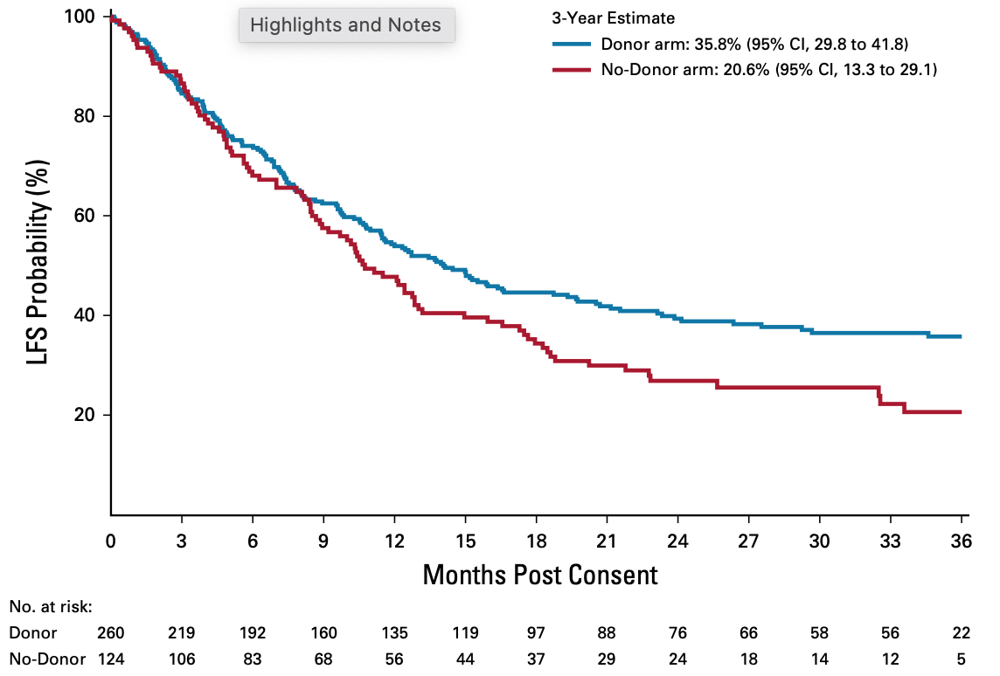 Highlights and Notes
3-Year Estimate
Donor arm: 35.8% (95% CI, 29.8 to 41.8)
No-Donor arm: 20.6% (95% CI, 13.3 to 29.1)
LFS Probability (%)
100
80
60
40
20
0 3 6 9 12 15 18 21 24 27 30 33 36
Months Post Consent
No. at risk:
Donor 260 219 192 160 135 119 97 88 76 66 58 56 22
No-Donor 124 106 83 68 56 44 37 29 24 18 14 12 5